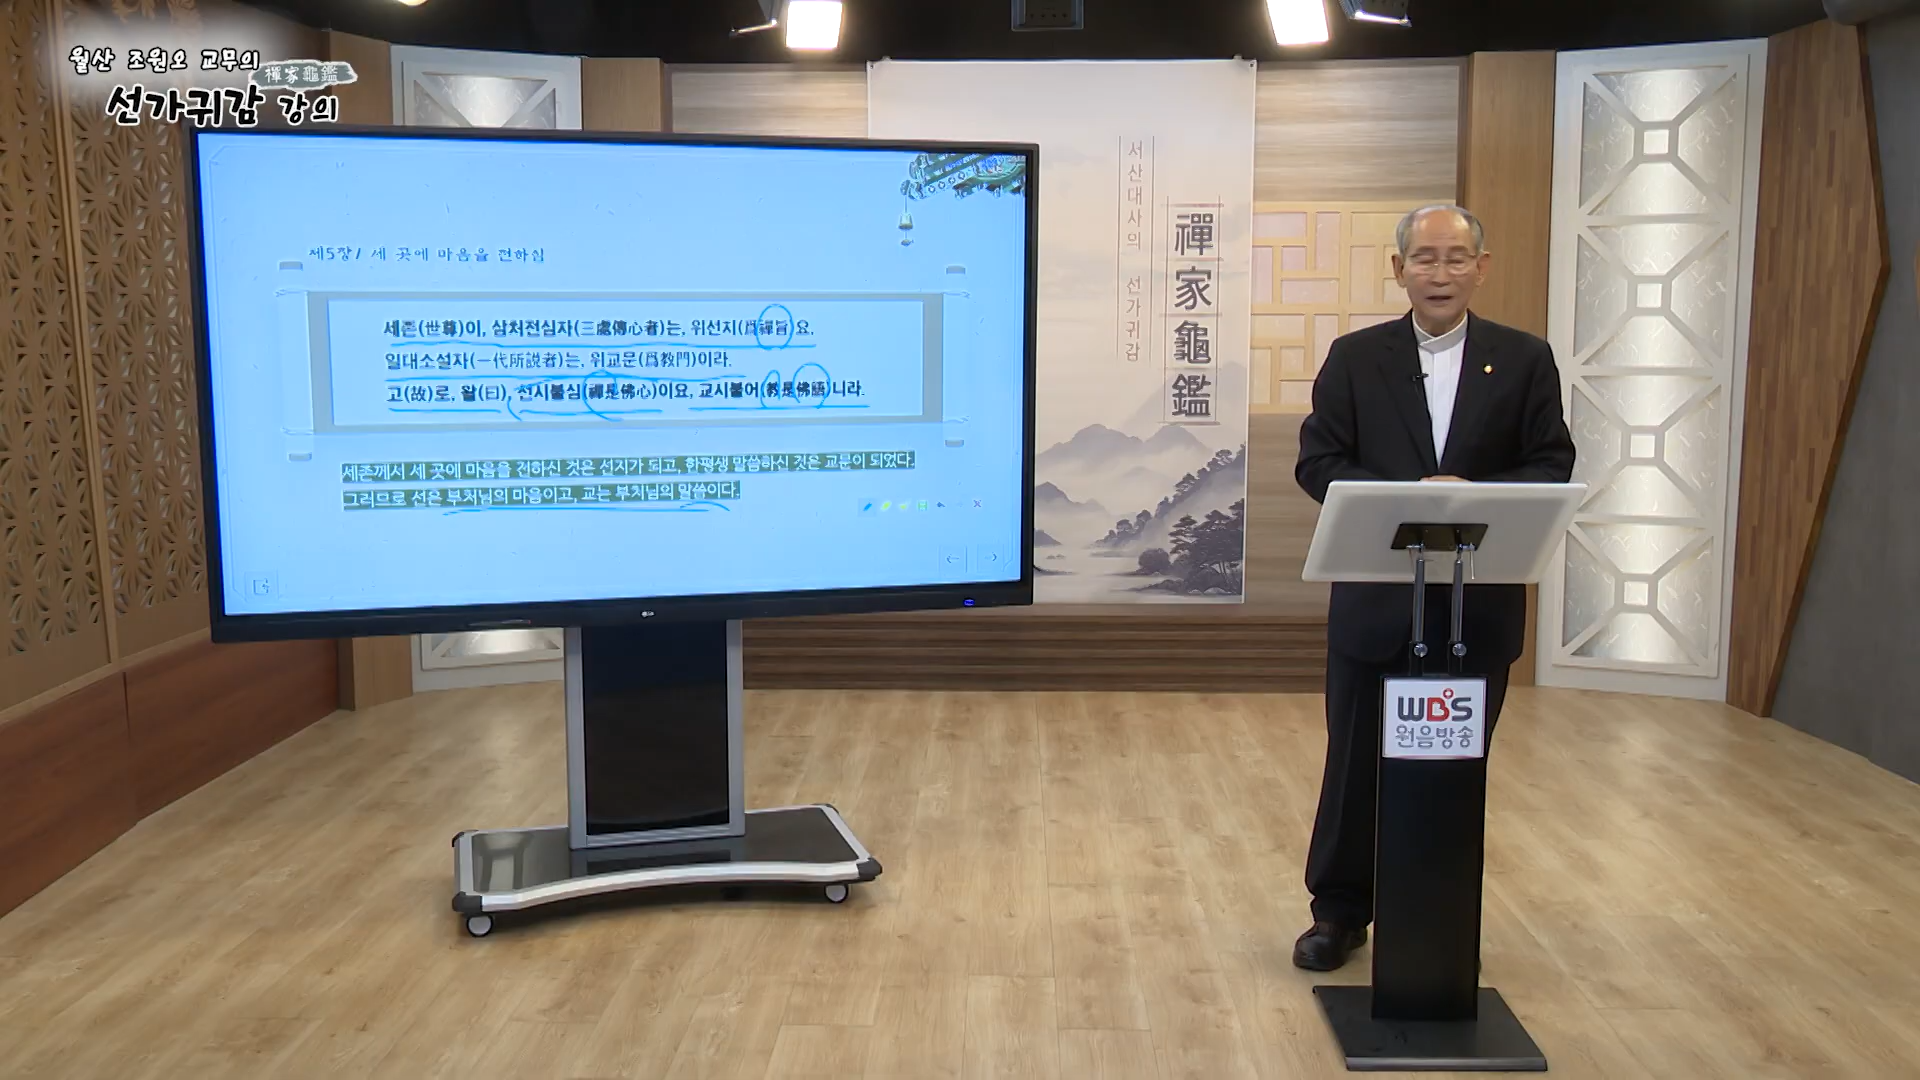 월산 조원오 교무의
禪家龜鑑
선가귀감 강의
제5장/ 세 곳에 마음을 전하심
세존(世尊)이, 삼처전심자(三處傳心者)는, 위선지(爲禪旨)요,
일대소설자(一代所說者)는, 위교문(爲教門)이라.
고(故)로, 왈(曰), 선시불심(禪是佛心)이요, 교시불어(教是佛語)니라.
세존께서 세 곳에 마음을 전하신 것은 선지가 되고, 한평생 말씀하신 것은 교문이 되었다.
그러므로 선은 부처님의 마음이고, 교는 부처님의 말씀이다.
서산대사의 선가귀감
禪家龜鑑
LG
WBS
원음방송